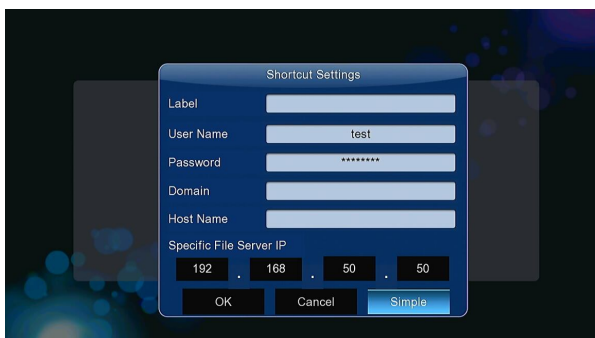 Shortcut Settings
Label
User Name test
Password ********
Domain
Host Name
Specific File Server IP
192 . 168 . 50 . 50
OK Cancel Simple